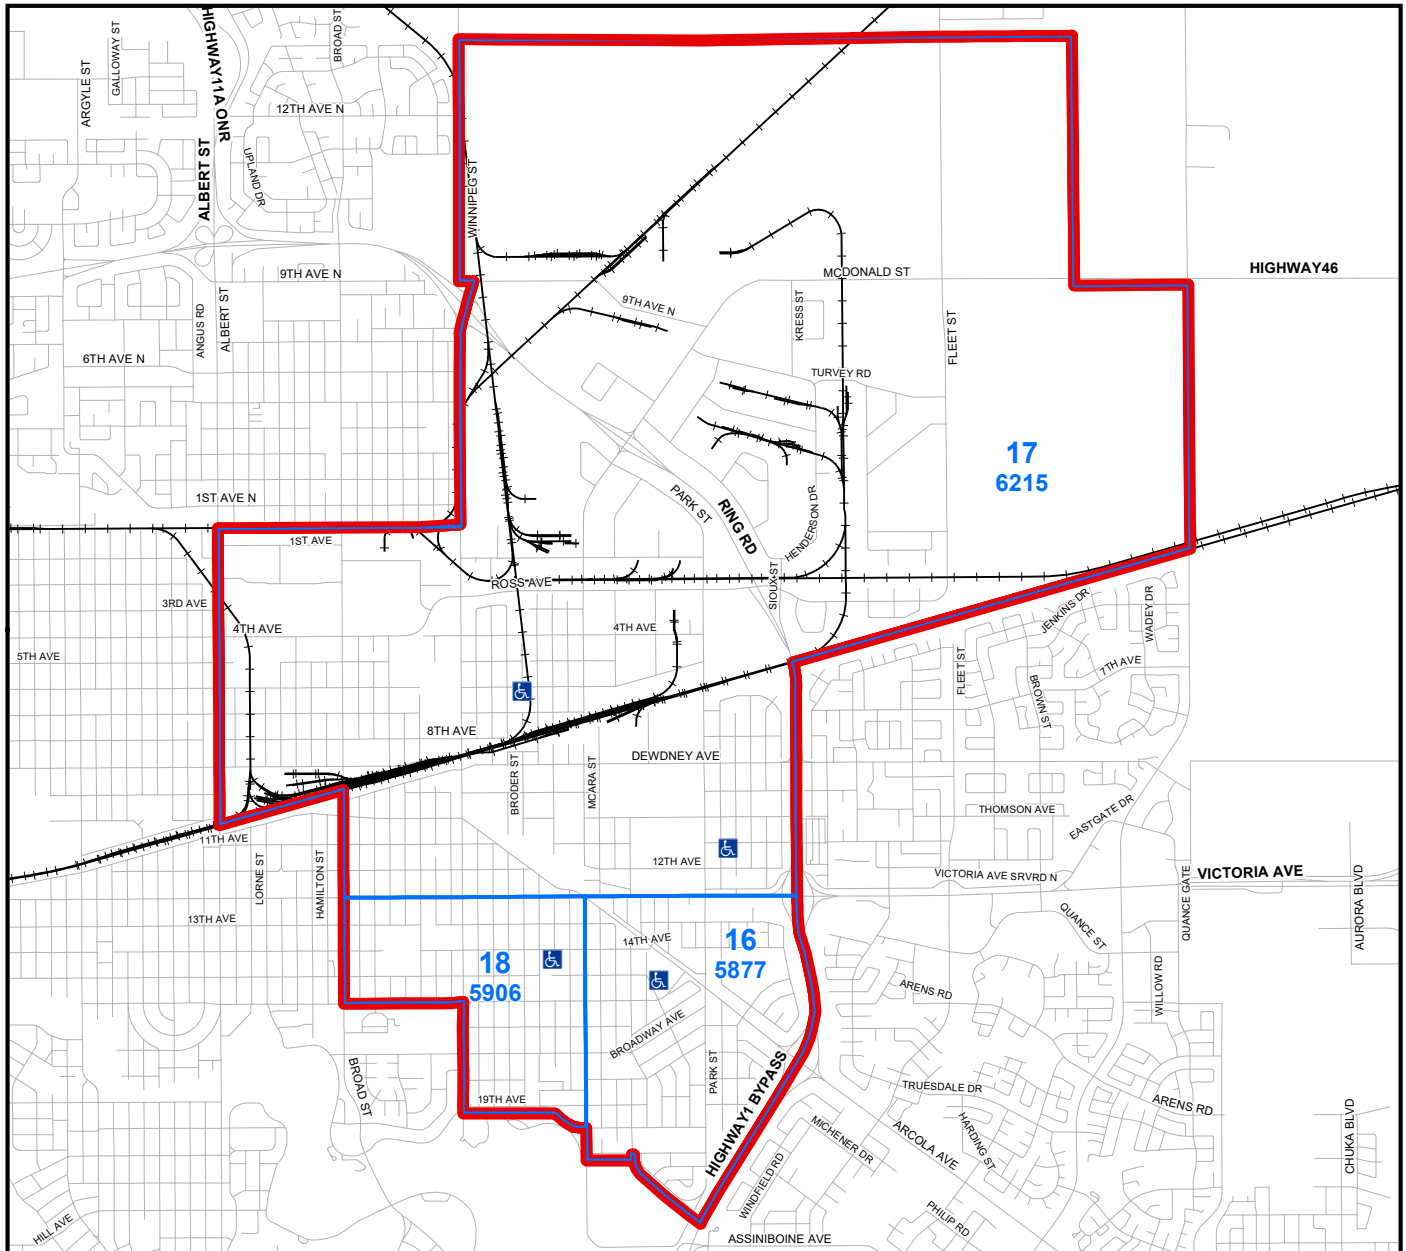 HIGHWAY11A ONR
BROAD ST
GALLOWAY ST
ARGYLE ST
12TH AVE N
UPLAND DR
ALBERT ST
WINNIPEG ST
9TH AVE N
MCDONALD ST
HIGHWAY46
ANGUS RD
ALBERT ST
9TH AVE N
KRESS ST
FLEET ST
6TH AVE N
TURVEY RD
17
6215
1ST AVE N
PARK ST
RING RD
HENDERSON DR
1ST AVE
ROSS AVE
SIOUX ST
3RD AVE
4TH AVE
4TH AVE
JENKINS DR
WADEY DR
5TH AVE
FLEET ST
BROWN ST
7TH AVE
8TH AVE
DEWDNEY AVE
BRODER ST
MCARA ST
THOMSON AVE
EASTGATE DR
11TH AVE
12TH AVE
VICTORIA AVE SRVRD N
VICTORIA AVE
LORNE ST
HAMILTON ST
QUANCE GATE
AURORA BLVD
13TH AVE
14TH AVE
16
5877
QUANCE ST
18
5906
ARENS RD
WILLOW RD
BROADWAY AVE
PARK ST
HIGHWAY1 BYPASS
BROAD ST
19TH AVE
TRUESDALE DR
ARENS RD
MICHENER DR
ARCOLA AVE
HARDING ST
CHUKA BLVD
WINDFIELD RD
PHILIP RD
HILL AVE
ASSINIBOINE AVE